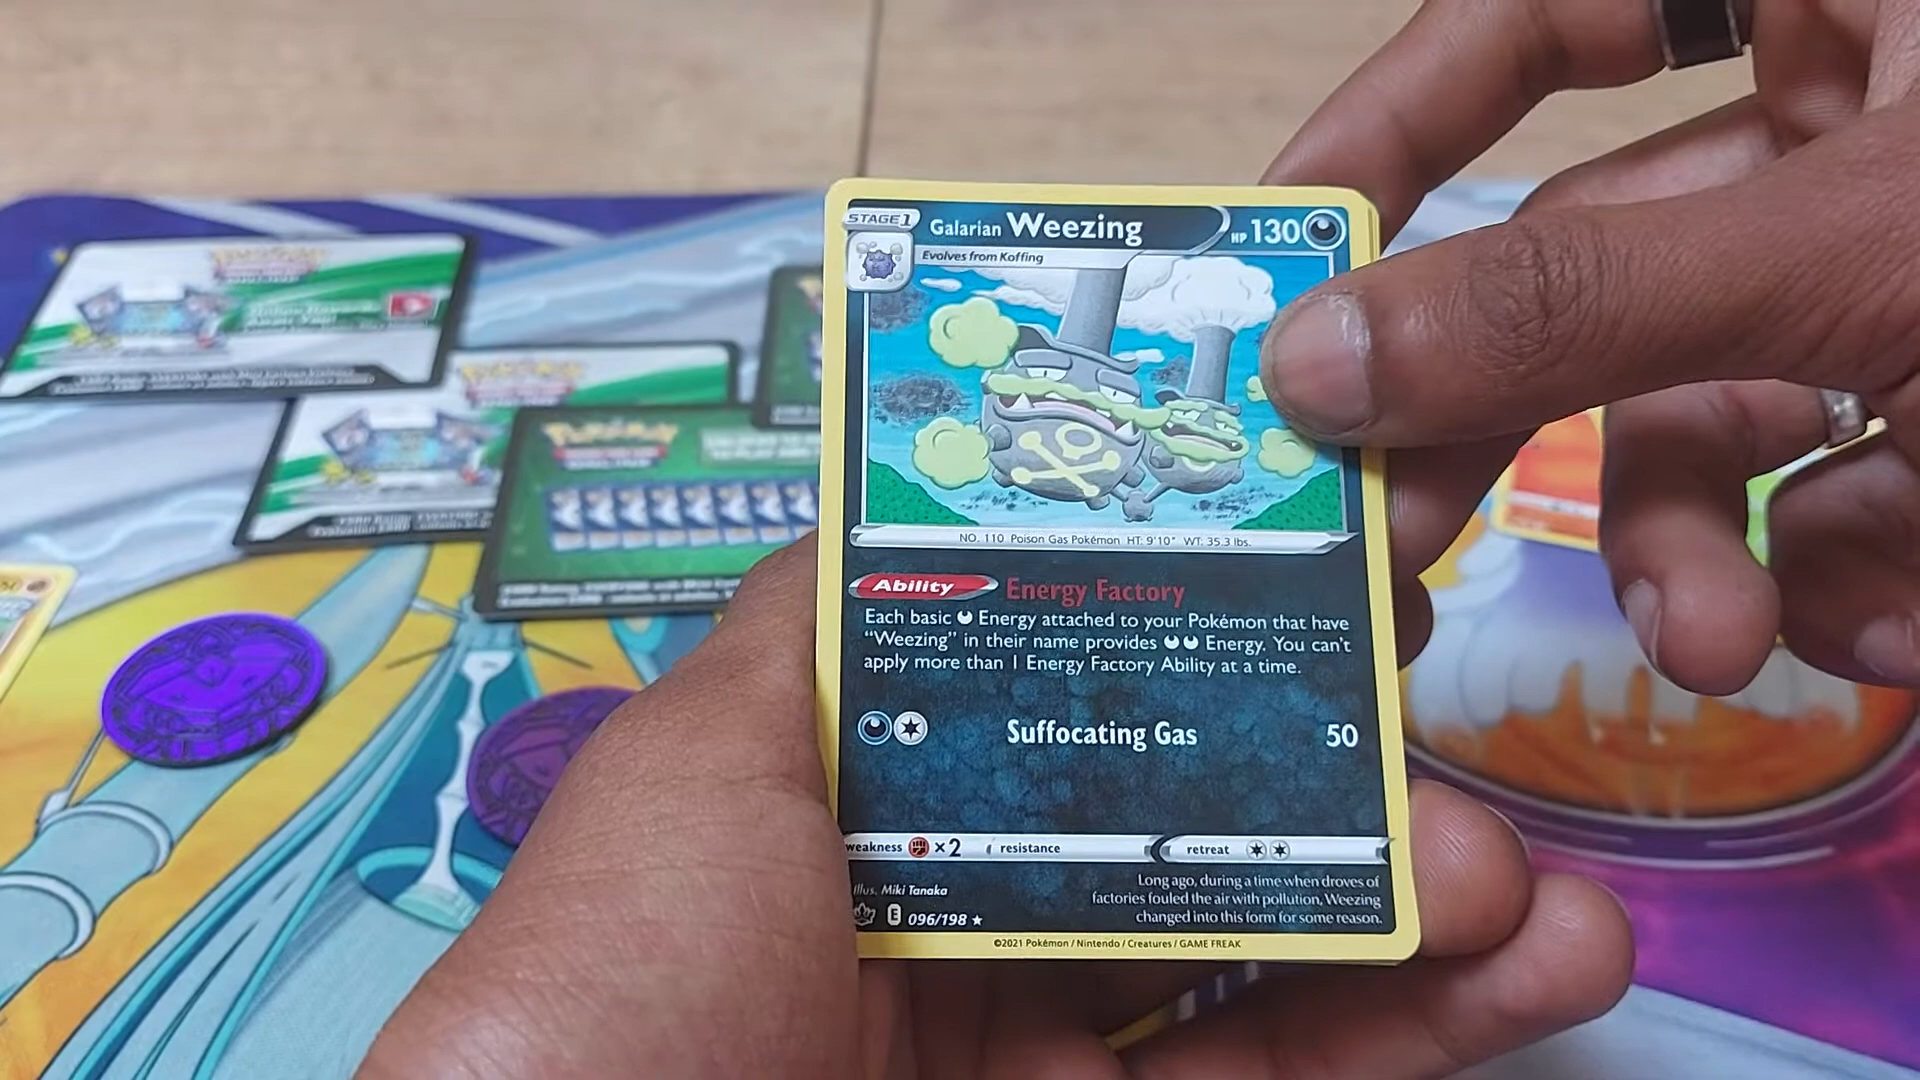 STAGE 1
Galarian Weezing
HP 130
Evolves from Koffing
NO. 110 Poison Gas Pokémon HT: 9'10" WT: 35.3 lbs.
Ability Energy Factory
Each basic Energy attached to your Pokémon that have
“Weezing” in their name provides Energy. You can't
apply more than 1 Energy Factory Ability at a time.
Suffocating Gas 50
weakness ×2 resistance retreat
Illus. Miki Tanaka
E 096/198 ★
Long ago, during a time when droves of
factories fouled the air with pollution, Weezing
changed into this form for some reason.
©2021 Pokémon / Nintendo / Creatures / GAME FREAK
Pokémon